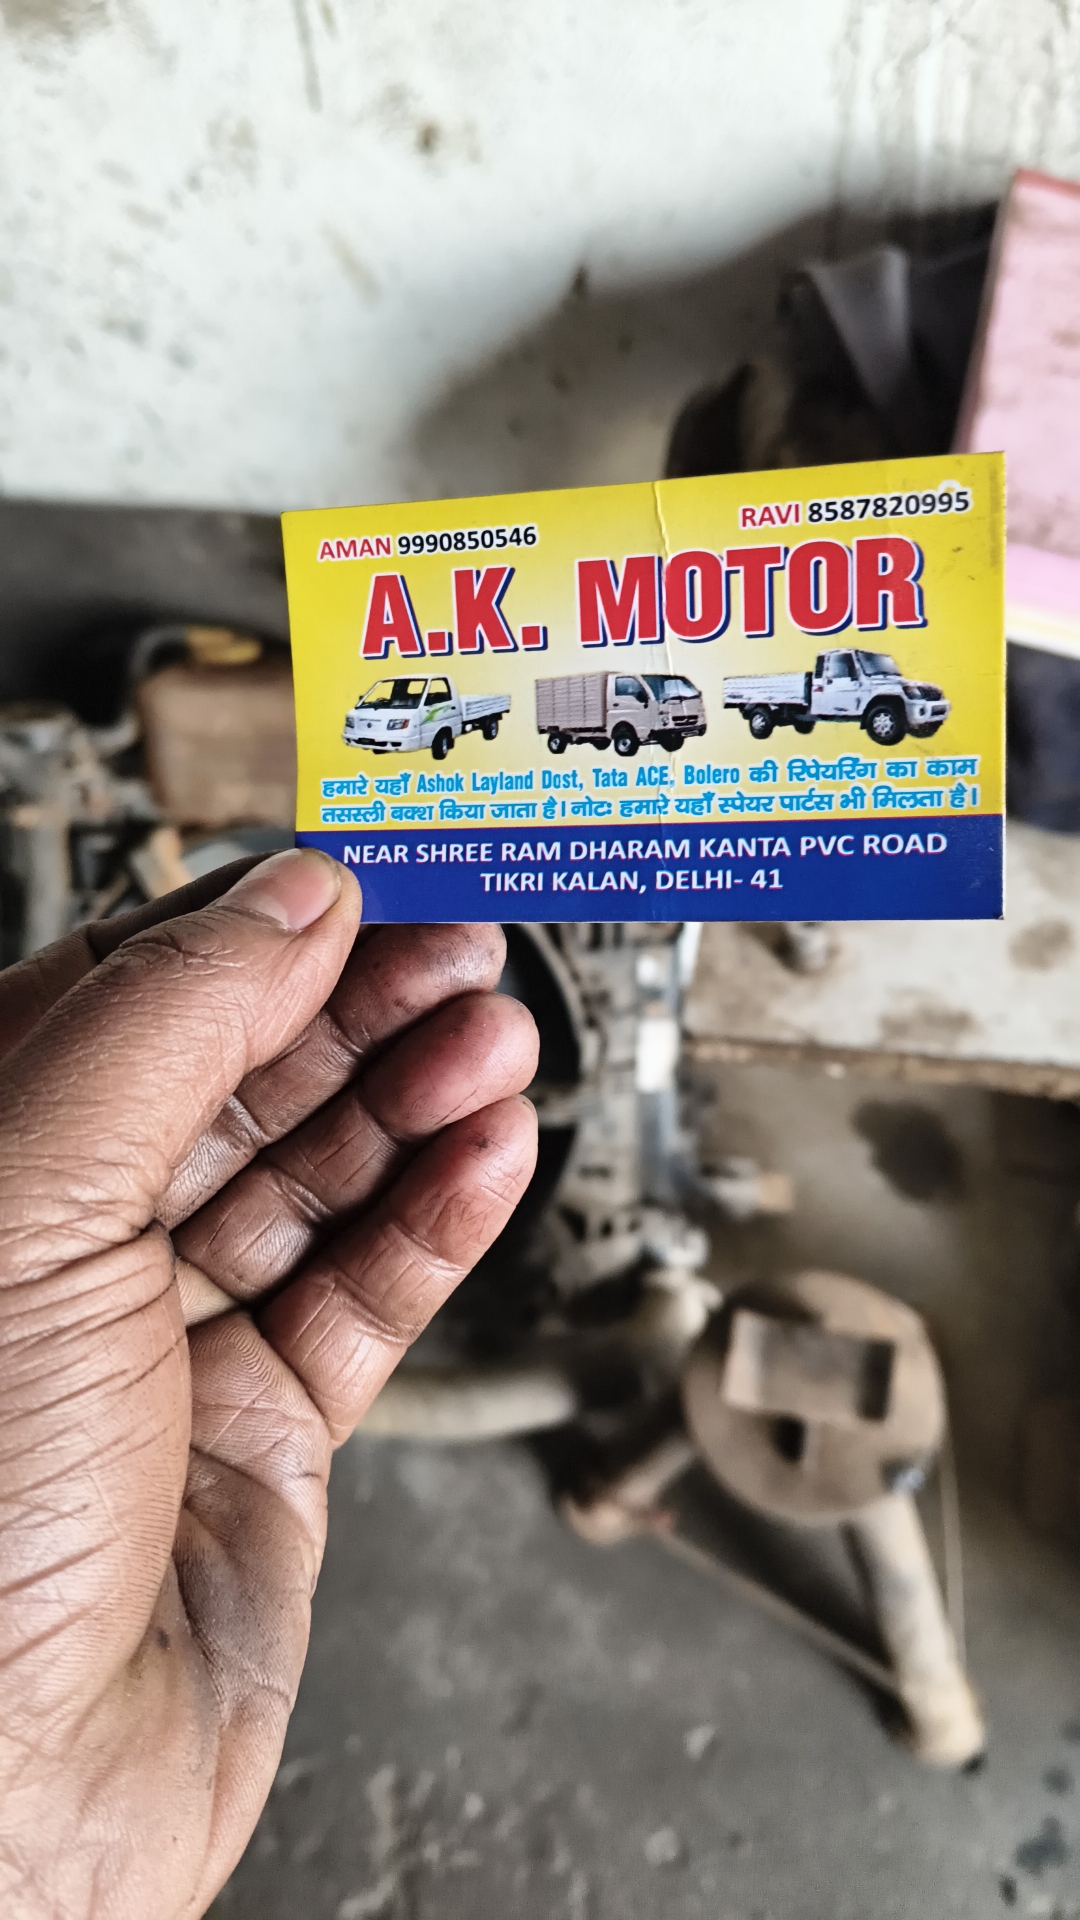 AMAN 9990850546
RAVI 8587820995
A.K. MOTOR
हमारे यहाँ Ashok Layland Dost, Tata ACE, Bolero की रिपेयरिंग का काम
तसल्ली बक्श किया जाता है। नोटः हमारे यहाँ स्पेयर पार्टस भी मिलता है।
NEAR SHREE RAM DHARAM KANTA PVC ROAD
TIKRI KALAN, DELHI- 41